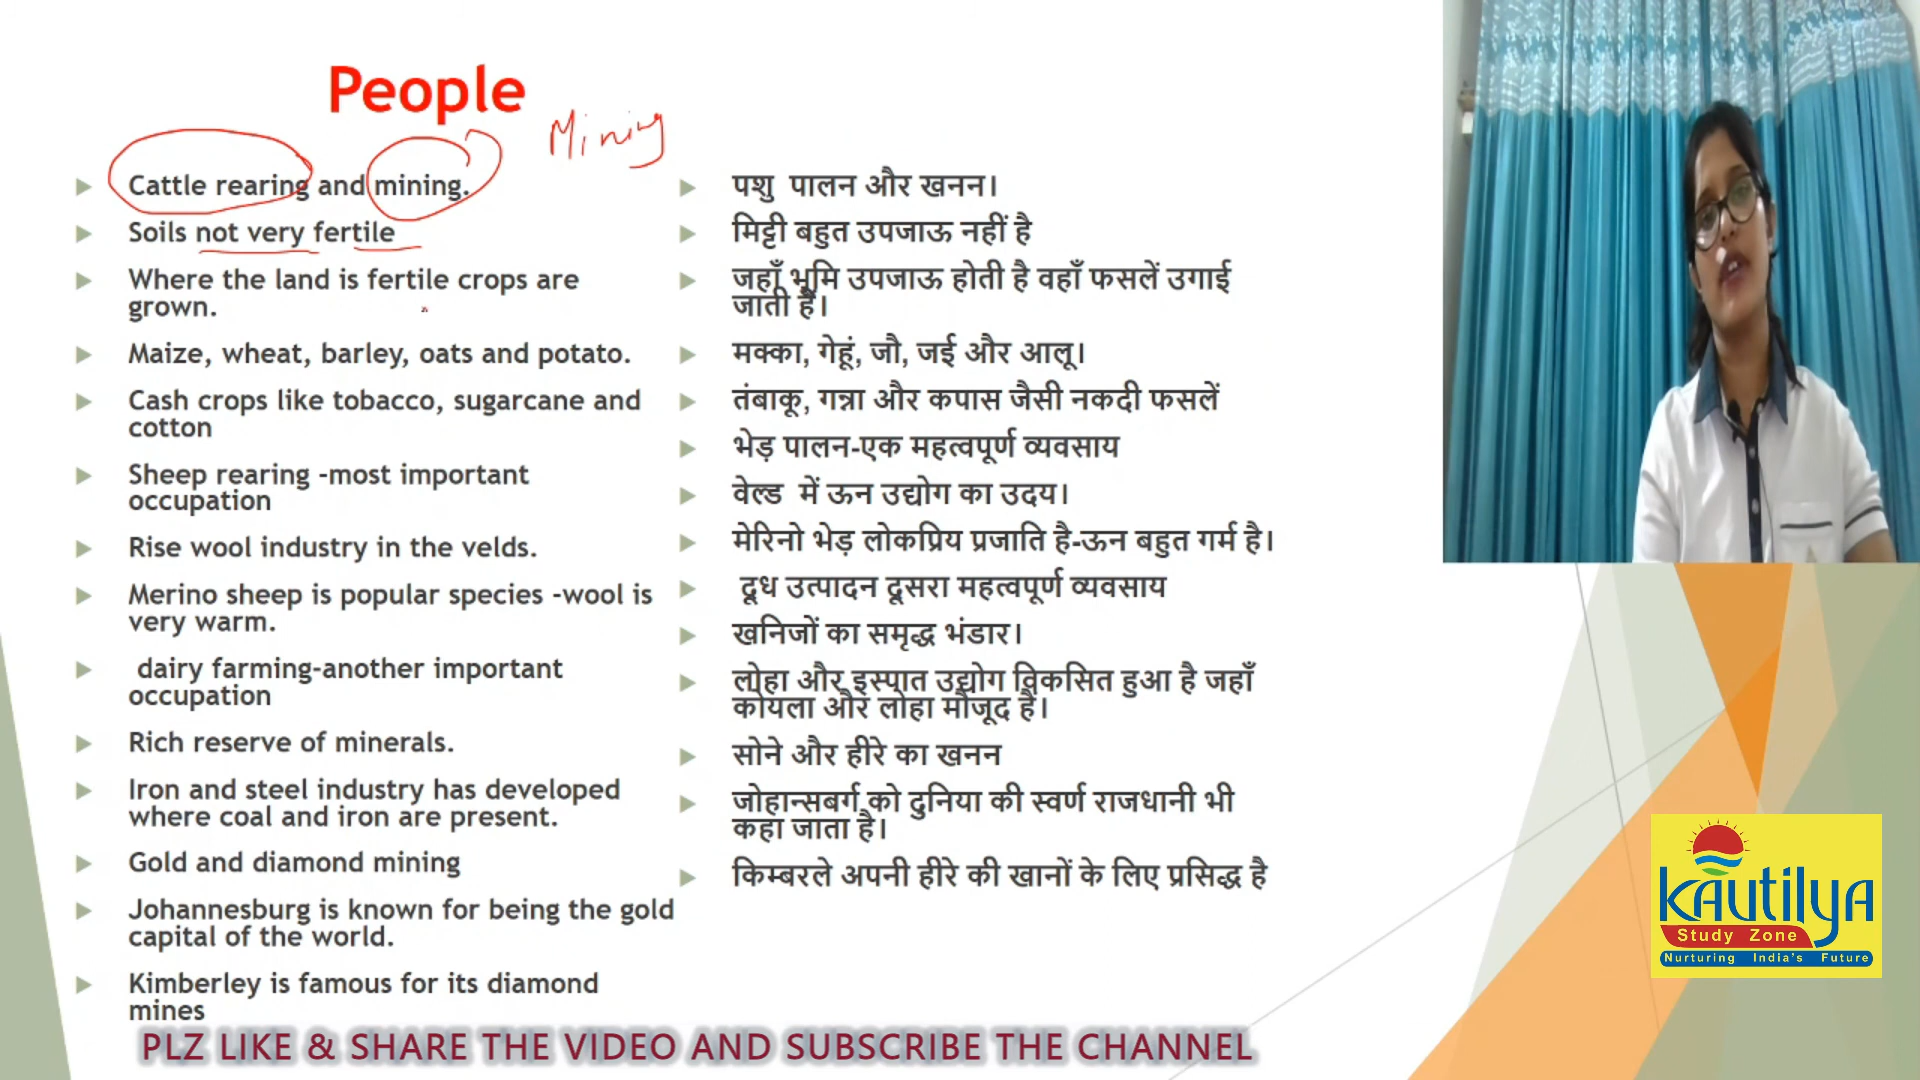 People
Mining
Cattle rearing and mining.
Soils not very fertile
Where the land is fertile crops are
grown.
Maize, wheat, barley, oats and potato.
Cash crops like tobacco, sugarcane and
cotton
Sheep rearing -most important
occupation
Rise wool industry in the velds.
Merino sheep is popular species -wool is
very warm.
dairy farming-another important
occupation
Rich reserve of minerals.
Iron and steel industry has developed
where coal and iron are present.
Gold and diamond mining
Johannesburg is known for being the gold
capital of the world.
Kimberley is famous for its diamond
mines
पशु पालन और खनन।
मिट्टी बहुत उपजाऊ नहीं है
जहाँ भूमि उपजाऊ होती है वहाँ फसलें उगाई
जाती हैं।
मक्का, गेहूं, जौ, जई और आलू।
तंबाकू, गन्ना और कपास जैसी नकदी फसलें
भेड़ पालन-एक महत्वपूर्ण व्यवसाय
वेल्ड में ऊन उद्योग का उदय।
मेरिनो भेड़ लोकप्रिय प्रजाति है-ऊन बहुत गर्म है।
दूध उत्पादन दूसरा महत्वपूर्ण व्यवसाय
खनिजों का समृद्ध भंडार।
लोहा और इस्पात उद्योग विकसित हुआ है जहाँ
कोयला और लोहा मौजूद है।
सोने और हीरे का खनन
जोहान्सबर्ग को दुनिया की स्वर्ण राजधानी भी
कहा जाता है।
किम्बरले अपनी हीरे की खानों के लिए प्रसिद्ध है
Kautilya
Study Zone
Nurturing India's Future
PLZ LIKE & SHARE THE VIDEO AND SUBSCRIBE THE CHANNEL